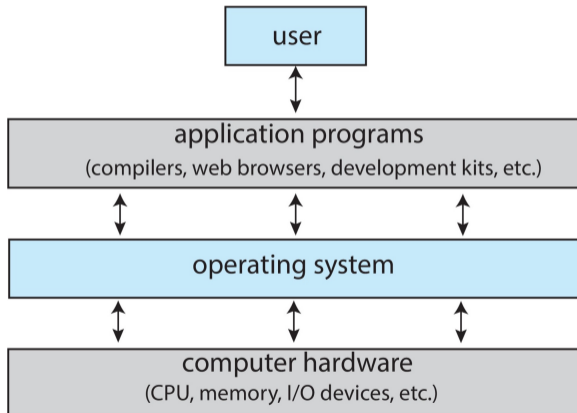 user
application programs
(compilers, web browsers, development kits, etc.)
operating system
computer hardware
(CPU, memory, I/O devices, etc.)